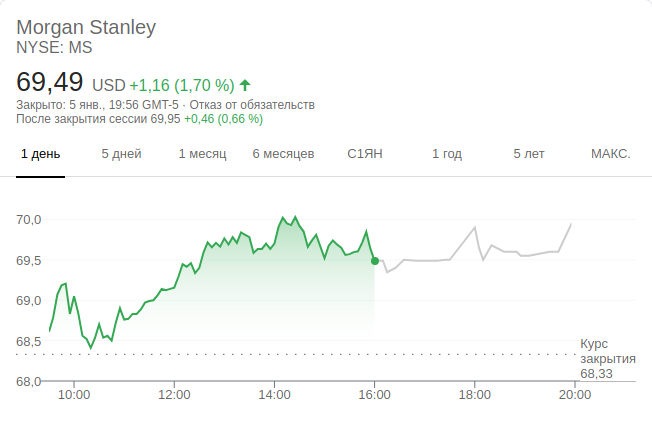 Morgan Stanley
NYSE: MS
69,49 USD +1,16 (1,70 %)
Закрыто: 5 янв., 19:56 GMT-5 · Отказ от обязательств
После закрытия сессии 69,95 +0,46 (0,66 %)
1 день 5 дней 1 месяц 6 месяцев С1ЯН 1 год 5 лет МАКС.
70,0
69,5
69,0
68,5
Курс
закрытия
68,33
68,0
10:00 12:00 14:00 16:00 18:00 20:00